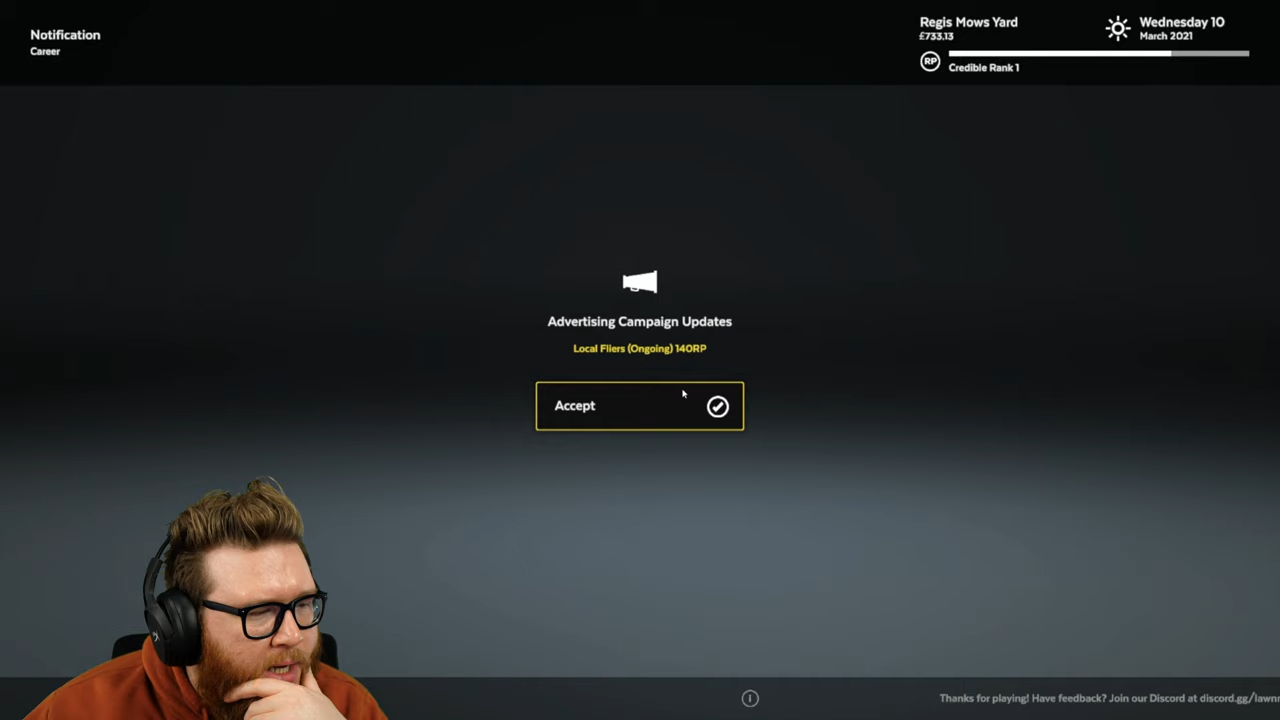 Notification
Career
Regis Mows Yard
£733.13
Wednesday 10
March 2021
RP
Credible Rank 1
Advertising Campaign Updates
Local Fliers (Ongoing) 140RP
Accept
Thanks for playing! Have feedback? Join our Discord at discord.gg/lawn